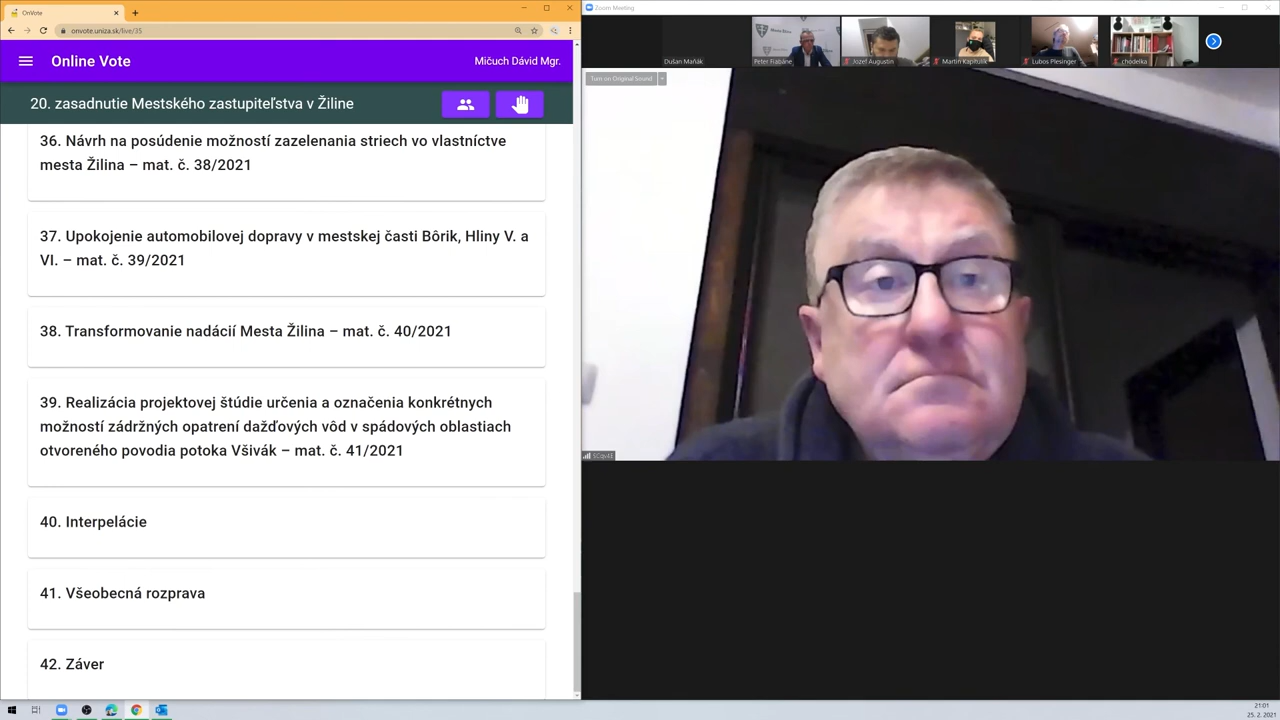 OnVote
onvote.uniza.sk/live/35
Online Vote
Mičuch Dávid Mgr.
20. zasadnutie Mestského zastupiteľstva v Žiline
36. Návrh na posúdenie možností zazelenania striech vo vlastníctve
mesta Žilina – mat. č. 38/2021
37. Upokojenie automobilovej dopravy v mestskej časti Bôrik, Hliny V. a
VI. – mat. č. 39/2021
38. Transformovanie nadácií Mesta Žilina – mat. č. 40/2021
39. Realizácia projektovej štúdie určenia a označenia konkrétnych
možností zádržných opatrení dažďových vôd v spádových oblastiach
otvoreného povodia potoka Všivák – mat. č. 41/2021
40. Interpelácie
41. Všeobecná rozprava
42. Záver
Zoom Meeting
Dušan Maňák
Peter Fiabáne
Jozef Augustin
Martin Kapitulík
Lubos Plesinger
chodelka
Turn on Original Sound
21:01
25. 2. 2021